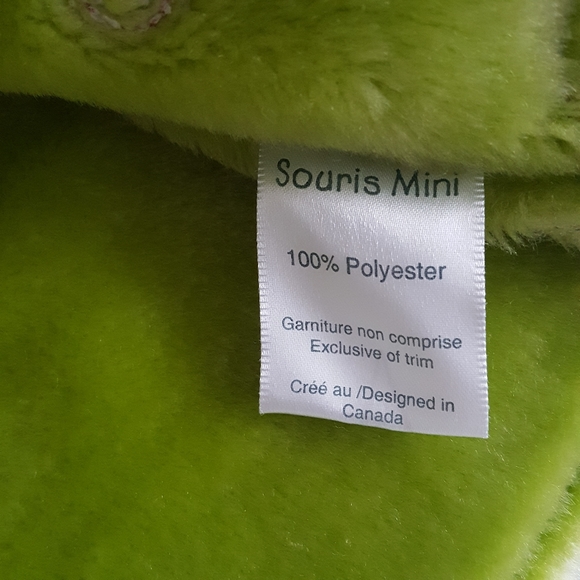 Souris Mini
100% Polyester
Garniture non comprise
Exclusive of trim
Créé au /Designed in
Canada